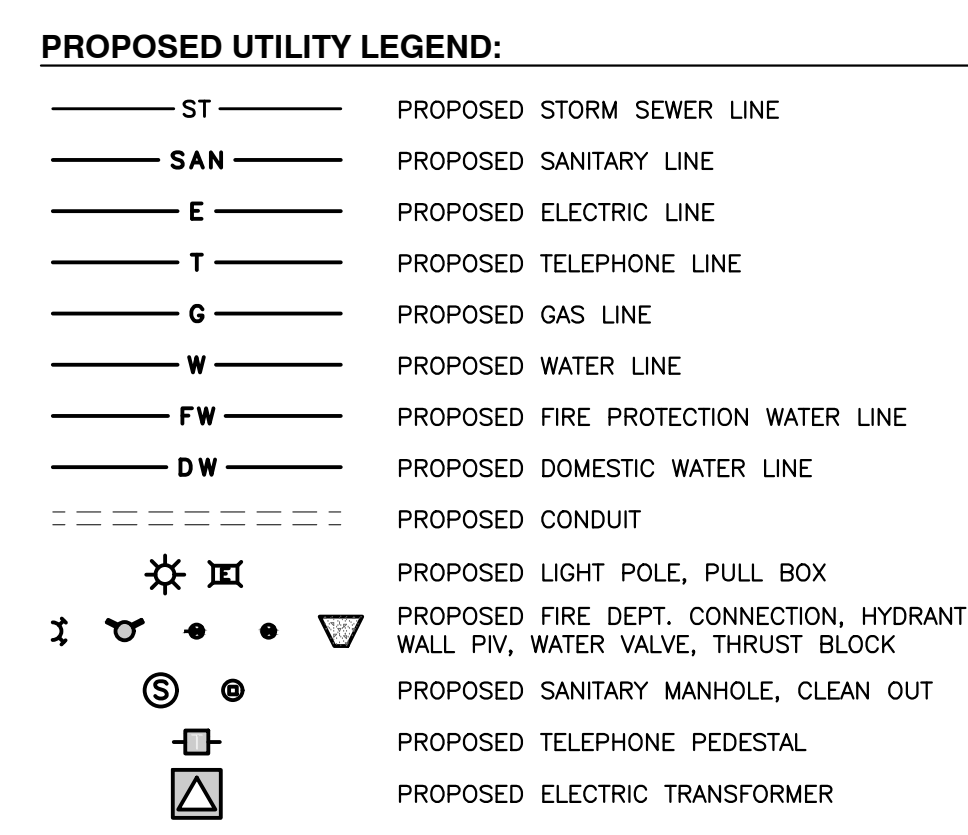 PROPOSED UTILITY LEGEND:
ST PROPOSED STORM SEWER LINE
SAN PROPOSED SANITARY LINE
E PROPOSED ELECTRIC LINE
T PROPOSED TELEPHONE LINE
G PROPOSED GAS LINE
W PROPOSED WATER LINE
FW PROPOSED FIRE PROTECTION WATER LINE
DW PROPOSED DOMESTIC WATER LINE
PROPOSED CONDUIT
E PROPOSED LIGHT POLE, PULL BOX
PROPOSED FIRE DEPT. CONNECTION, HYDRANT
WALL PIV, WATER VALVE, THRUST BLOCK
S PROPOSED SANITARY MANHOLE, CLEAN OUT
T PROPOSED TELEPHONE PEDESTAL
PROPOSED ELECTRIC TRANSFORMER